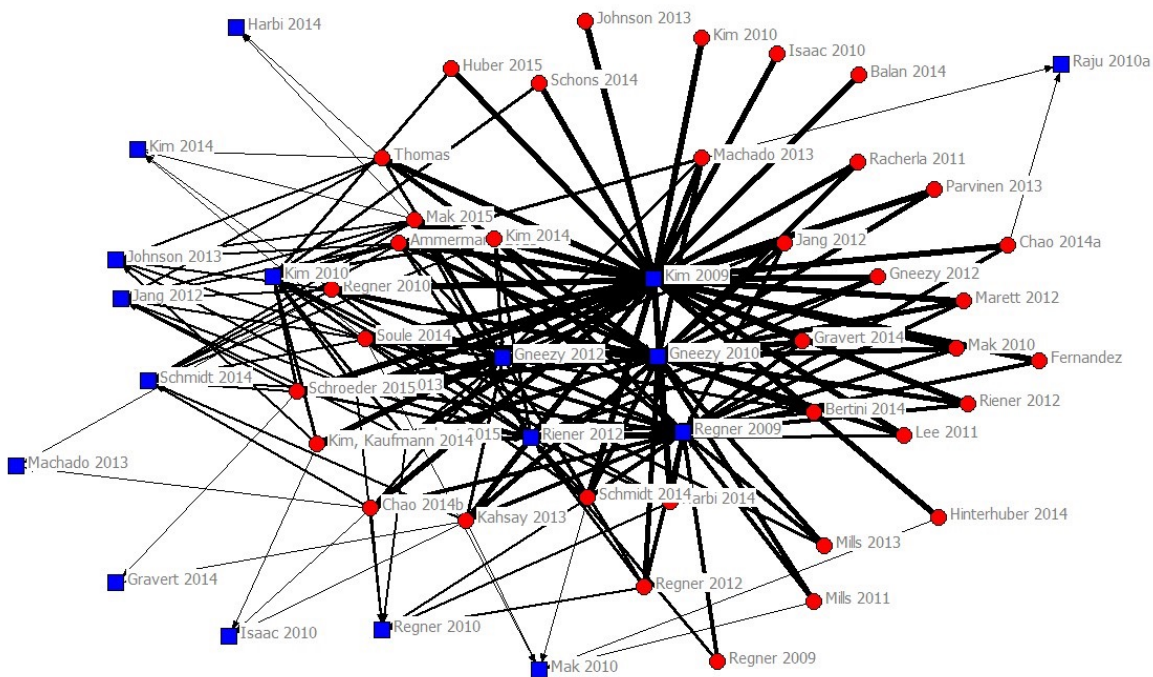 Harbi 2014
Johnson 2013
Kim 2010
Isaac 2010
Raju 2010a
Huber 2015
Schons 2014
Balan 2014
Kim 2014
Thomas
Machado 2013
Racherla 2011
Parvinen 2013
Mak 2015
Kim 2014
Jang 2012
Chao 2014a
Ammerman
Johnson 2013
Kim 2010
Kim 2009
Gneezy 2012
Regner 2010
Jang 2012
Marett 2012
Soule 2014
Gravert 2014
Mak 2010
Gneezy 2012
Gneezy 2010
Fernandez
Schmidt 2014
Schroeder 2015
013
Riener 2012
Bertini 2014
Kim, Kaufmann 2014
2015
Riener 2012
Regner 2009
Lee 2011
Machado 2013
Schmidt 2014
arbi 2014
Chao 2014b
Kahsay 2013
Hinterhuber 2014
Mills 2013
Gravert 2014
Regner 2012
Mills 2011
Isaac 2010
Regner 2010
Mak 2010
Regner 2009